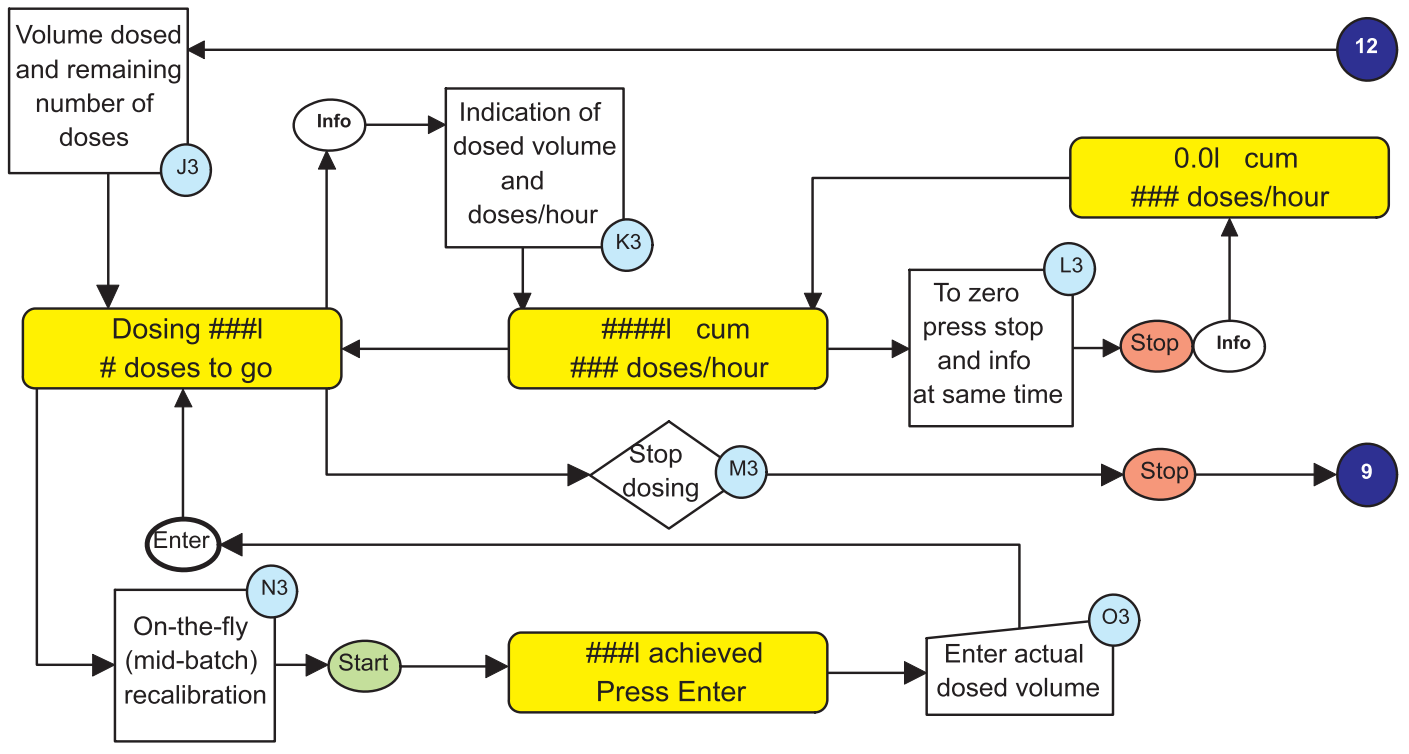 Volume dosed
and remaining
number of
doses
J3
12
Info
Indication of
dosed volume
and
doses/hour
K3
0.0l cum
### doses/hour
L3
To zero
press stop
and info
at same time
Stop
Info
Dosing ###l
# doses to go
####l cum
### doses/hour
Stop
dosing
M3
Stop
9
Enter
N3
On-the-fly
(mid-batch)
recalibration
Start
###l achieved
Press Enter
O3
Enter actual
dosed volume